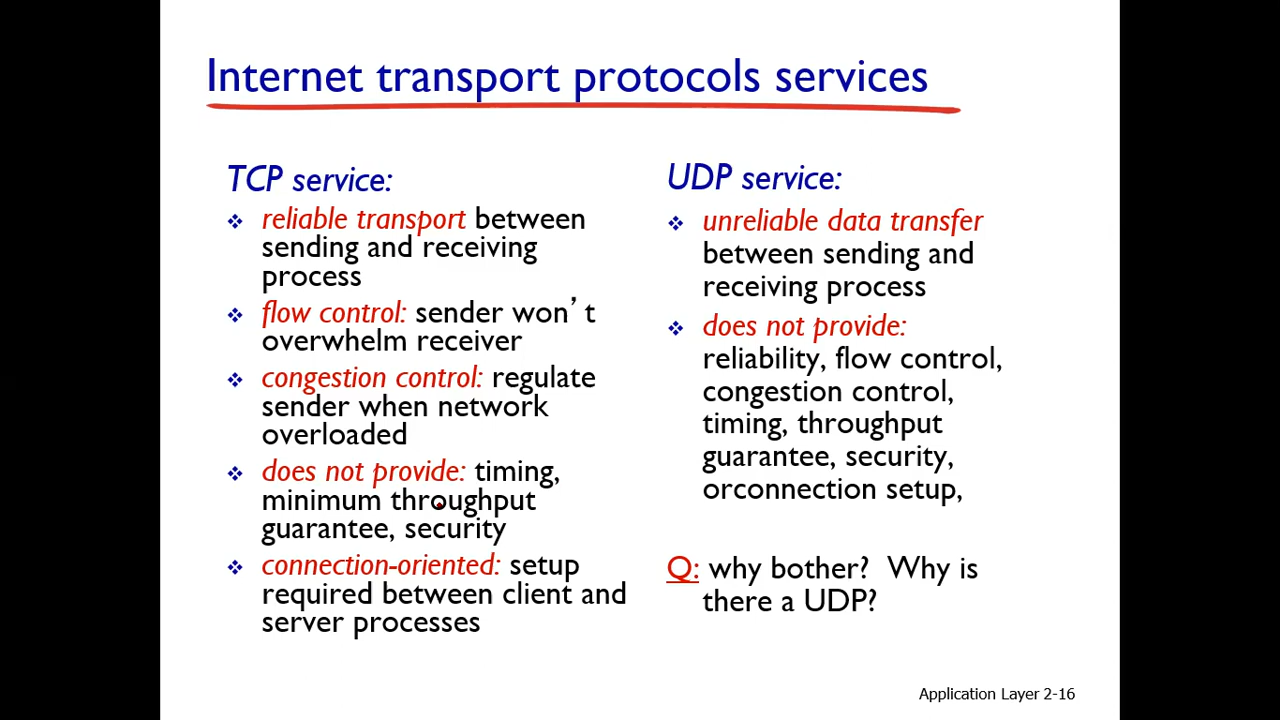 Internet transport protocols services
TCP service:
reliable transport between
sending and receiving
process
flow control: sender won’t
overwhelm receiver
congestion control: regulate
sender when network
overloaded
does not provide: timing,
minimum throughput
guarantee, security
connection-oriented: setup
required between client and
server processes
UDP service:
unreliable data transfer
between sending and
receiving process
does not provide:
reliability, flow control,
congestion control,
timing, throughput
guarantee, security,
orconnection setup,
Q: why bother? Why is
there a UDP?
Application Layer 2-16